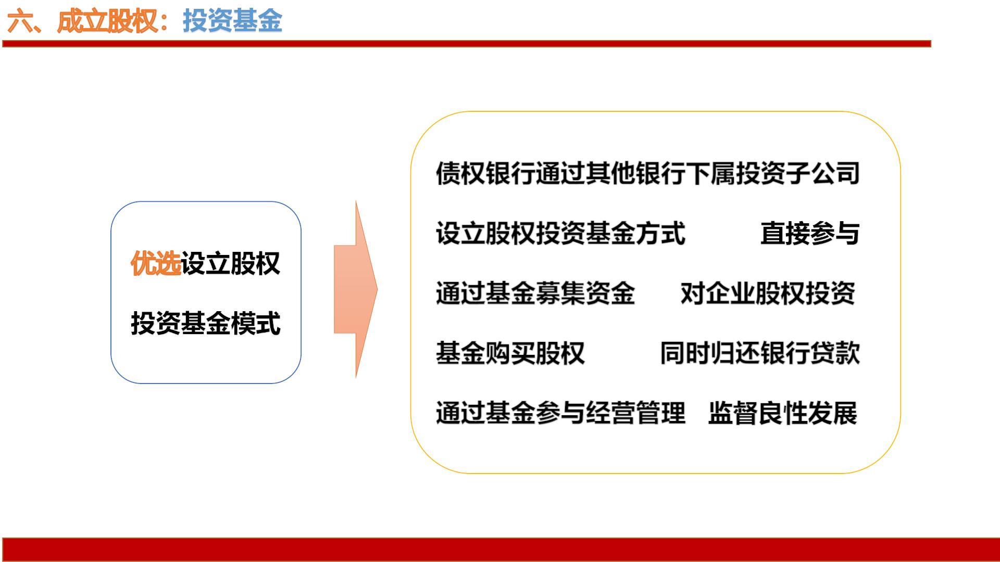 六、成立股权：投资基金
优选设立股权
投资基金模式
债权银行通过其他银行下属投资子公司
设立股权投资基金方式 直接参与
通过基金募集资金 对企业股权投资
基金购买股权 同时归还银行贷款
通过基金参与经营管理 监督良性发展